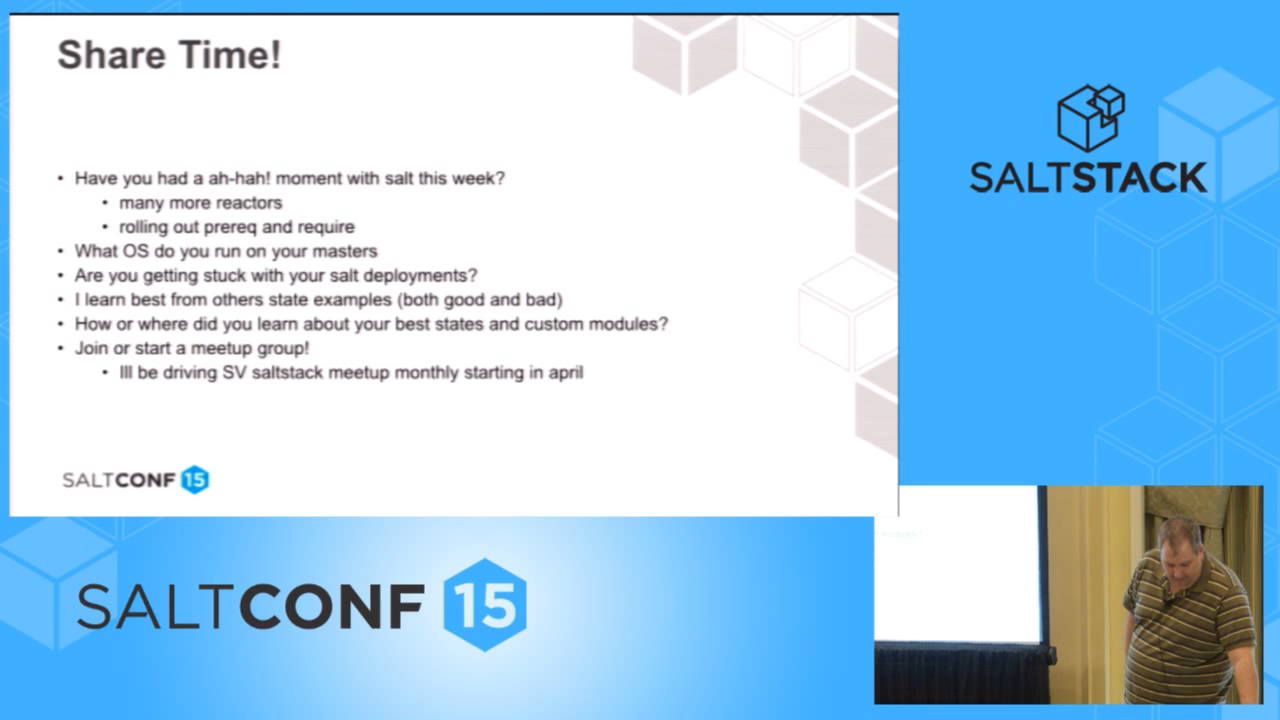 Share Time!
• Have you had a ah-hah! moment with salt this week?
• many more reactors
• rolling out prereq and require
• What OS do you run on your masters
• Are you getting stuck with your salt deployments?
• I learn best from others state examples (both good and bad)
• How or where did you learn about your best states and custom modules?
• Join or start a meetup group!
• Ill be driving SV saltstack meetup monthly starting in april
SALTCONF 15
SALTSTACK
SALTCONF 15